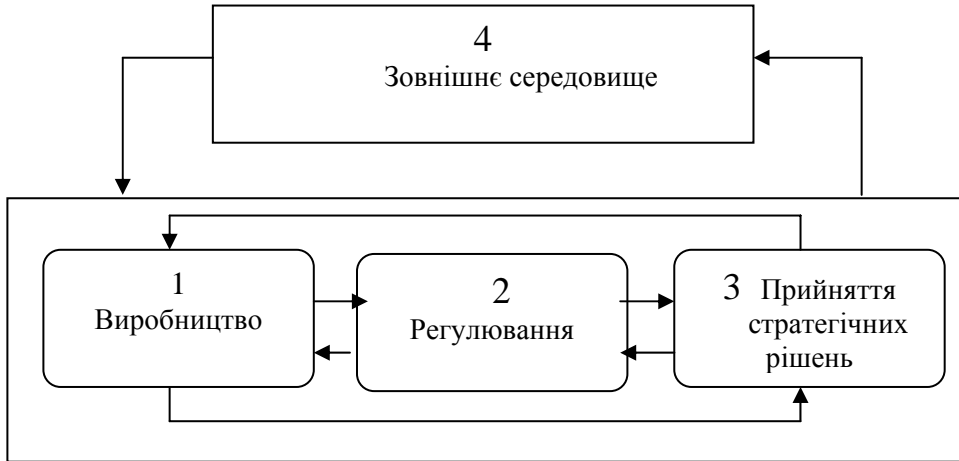 4
Зовнішнє середовище
1
Виробництво
2
Регулювання
3 Прийняття
стратегічних
рішень